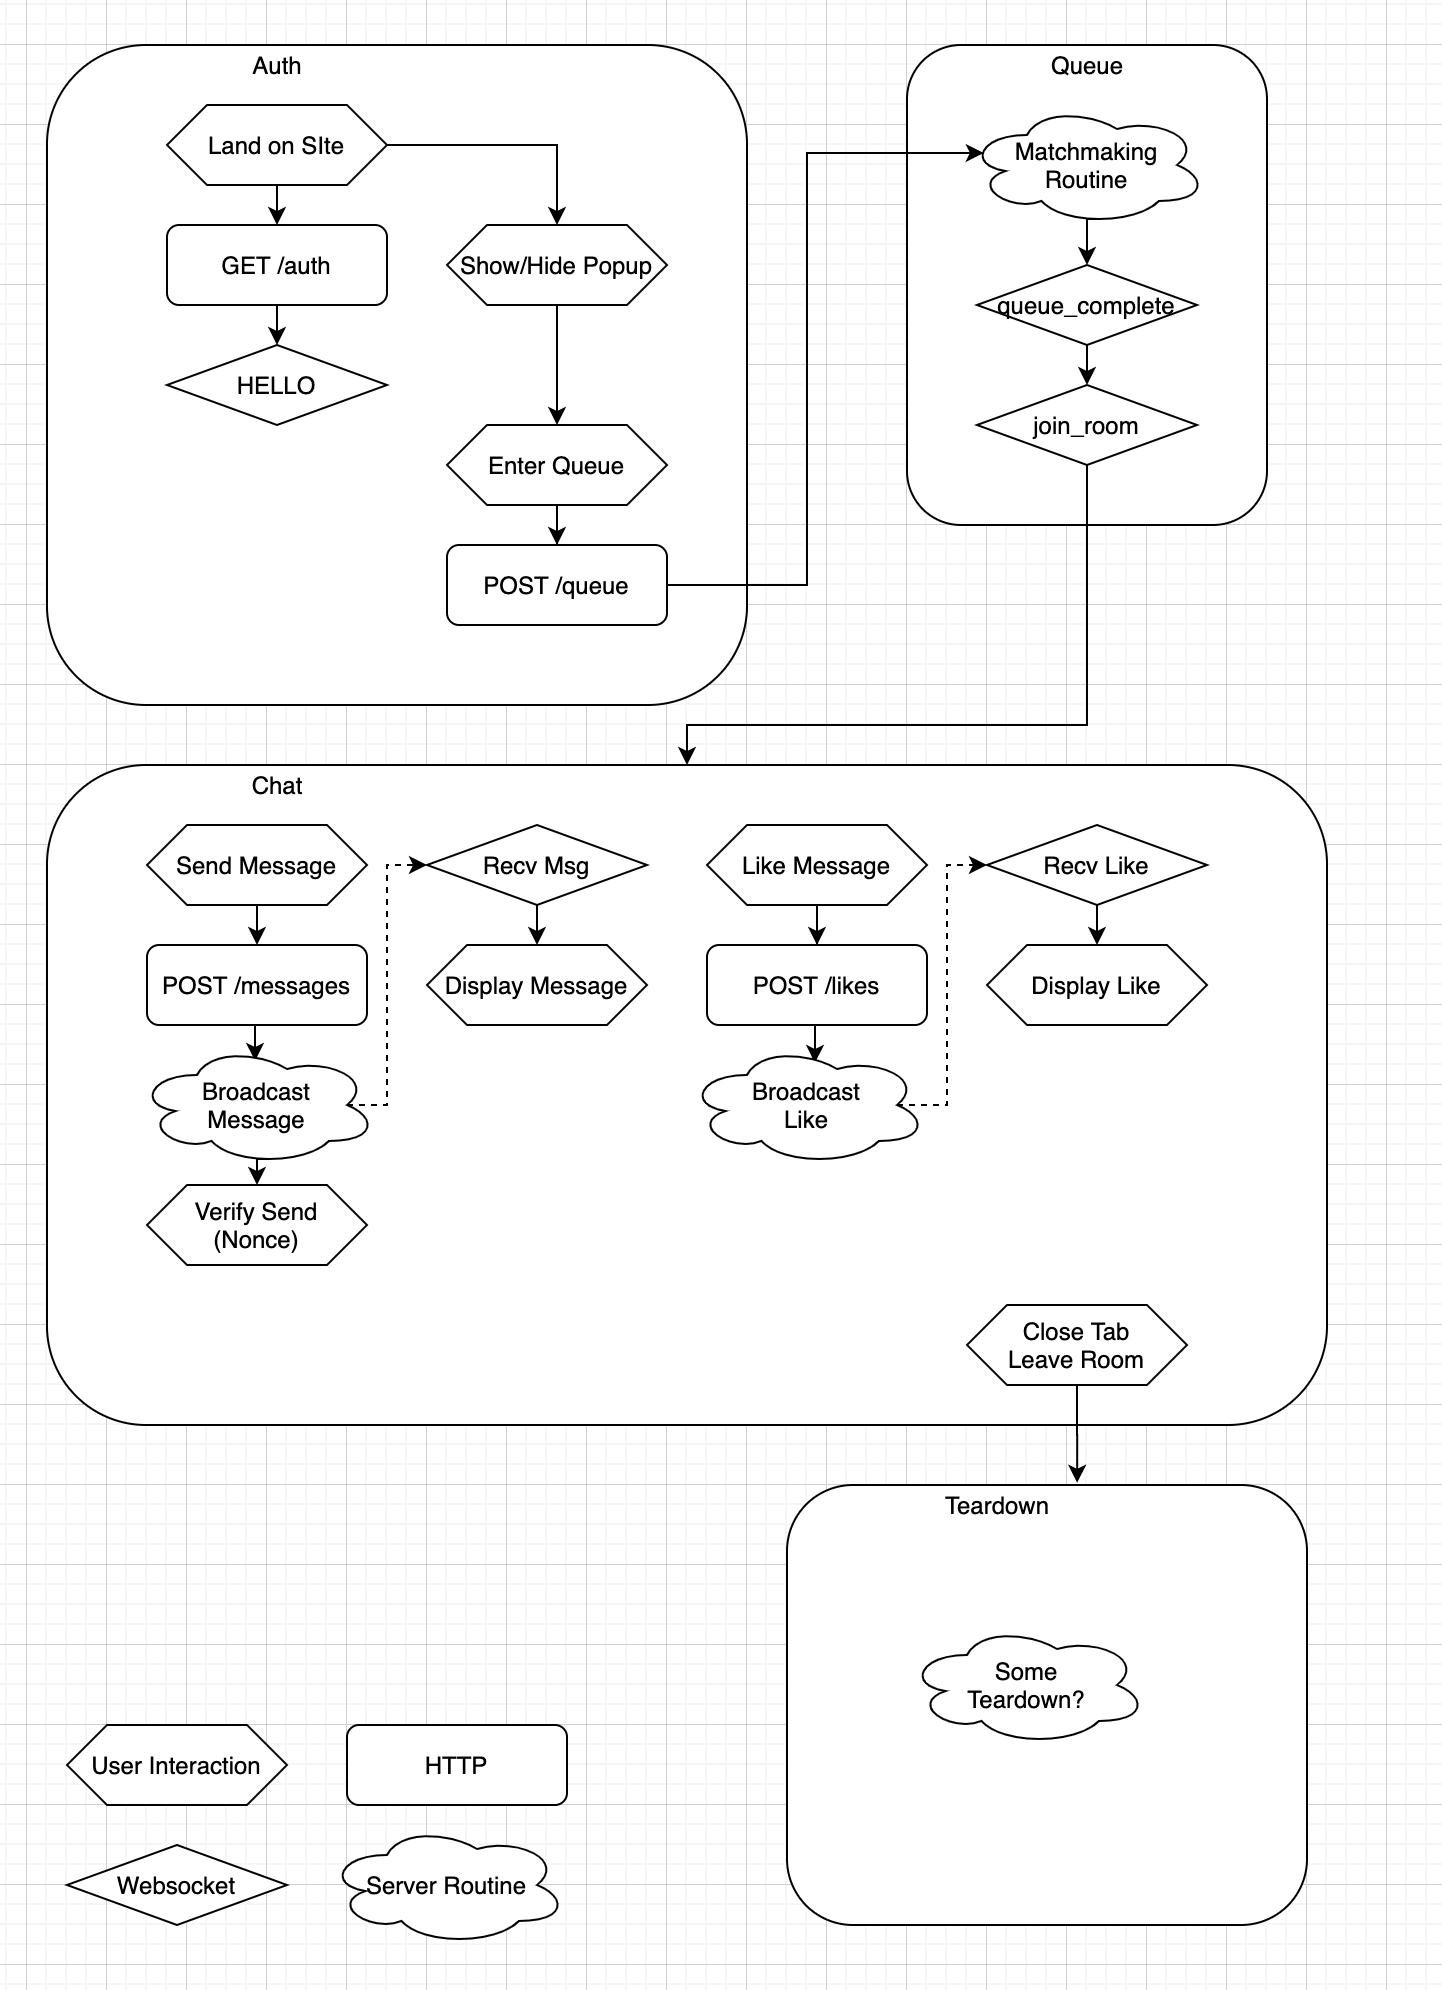 Auth
Land on SIte
GET /auth
HELLO
Show/Hide Popup
Enter Queue
POST /queue
Queue
Matchmaking
Routine
queue_complete
join_room
Chat
Send Message
POST /messages
Broadcast
Message
Verify Send
(Nonce)
Recv Msg
Display Message
Like Message
POST /likes
Broadcast
Like
Recv Like
Display Like
Close Tab
Leave Room
Teardown
Some
Teardown?
User Interaction
HTTP
Websocket
Server Routine